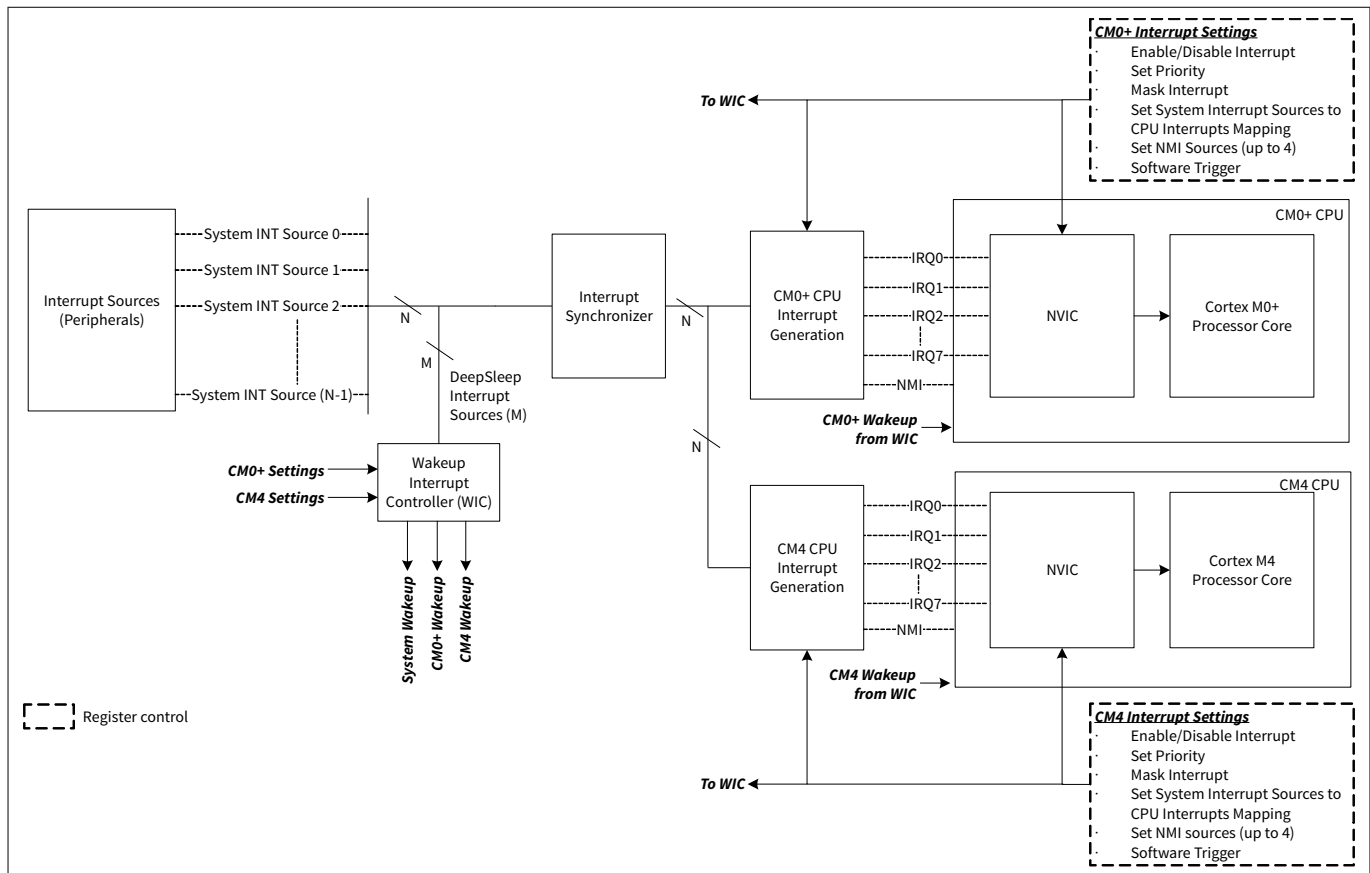 CM0+ Interrupt Settings
· Enable/Disable Interrupt
· Set Priority
· Mask Interrupt
· Set System Interrupt Sources to
CPU Interrupts Mapping
· Set NMI Sources (up to 4)
· Software Trigger
To WIC
Interrupt Sources
(Peripherals)
System INT Source 0
System INT Source 1
System INT Source 2
System INT Source (N-1)
N
M
DeepSleep
Interrupt
Sources (M)
Interrupt
Synchronizer
N
N
CM0+ CPU
Interrupt
Generation
IRQ0
IRQ1
IRQ2
IRQ7
NMI
CM0+ CPU
NVIC
Cortex M0+
Processor Core
CM0+ Wakeup
from WIC
CM0+ Settings
CM4 Settings
Wakeup
Interrupt
Controller (WIC)
System Wakeup
CM0+ Wakeup
CM4 Wakeup
CM4 CPU
Interrupt
Generation
IRQ0
IRQ1
IRQ2
IRQ7
NMI
CM4 CPU
NVIC
Cortex M4
Processor Core
CM4 Wakeup
from WIC
Register control
To WIC
CM4 Interrupt Settings
· Enable/Disable Interrupt
· Set Priority
· Mask Interrupt
· Set System Interrupt Sources to
CPU Interrupts Mapping
· Set NMI sources (up to 4)
· Software Trigger